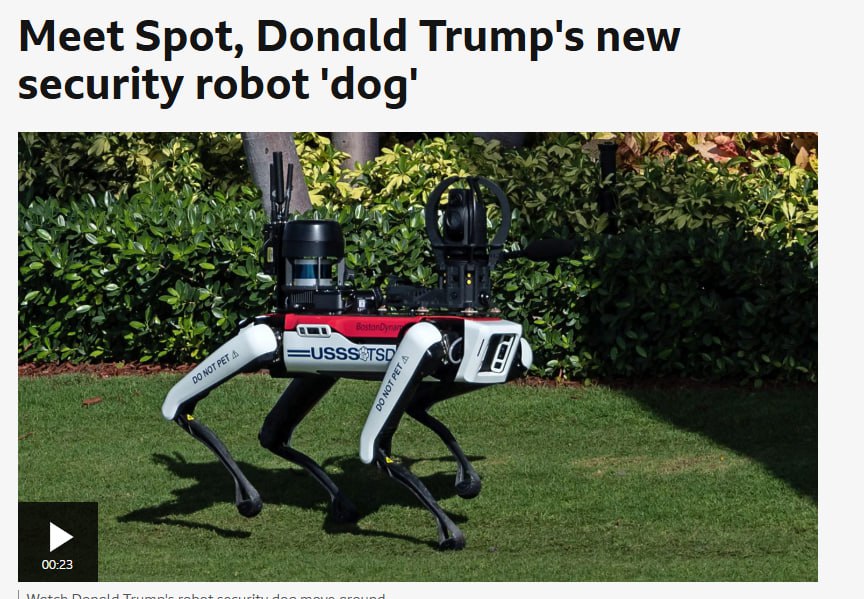 Meet Spot, Donald Trump's new
security robot 'dog'
BostonDynam
USSS TSD
DO NOT PET ⚠
DO NOT PET ⚠
00:23
Watch Donald Trump's robot security dog move around